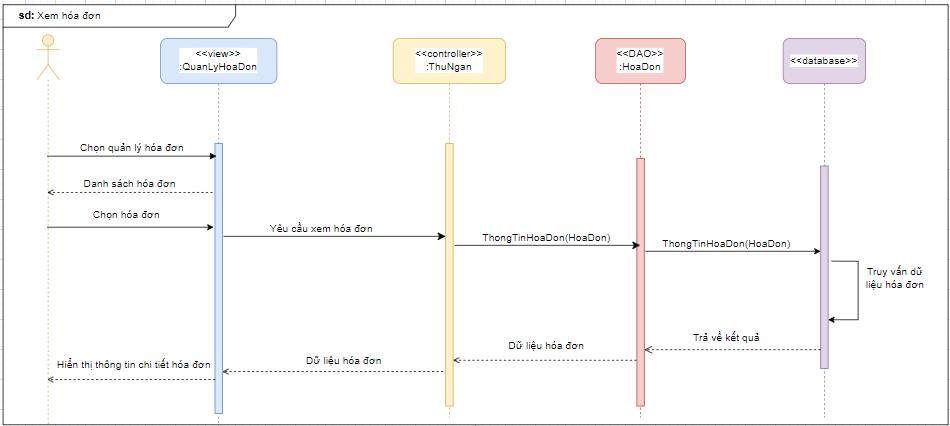 sd: Xem hóa đơn
<<view>>
:QuanLyHoaDon
<<controller>>
:ThuNgan
<<DAO>>
:HoaDon
<<database>>
Chọn quản lý hóa đơn
Danh sách hóa đơn
Chọn hóa đơn
Yêu cầu xem hóa đơn
ThongTinHoaDon(HoaDon)
ThongTinHoaDon(HoaDon)
Truy vấn dữ
liệu hóa đơn
Trả về kết quả
Dữ liệu hóa đơn
Dữ liệu hóa đơn
Hiển thị thông tin chi tiết hóa đơn